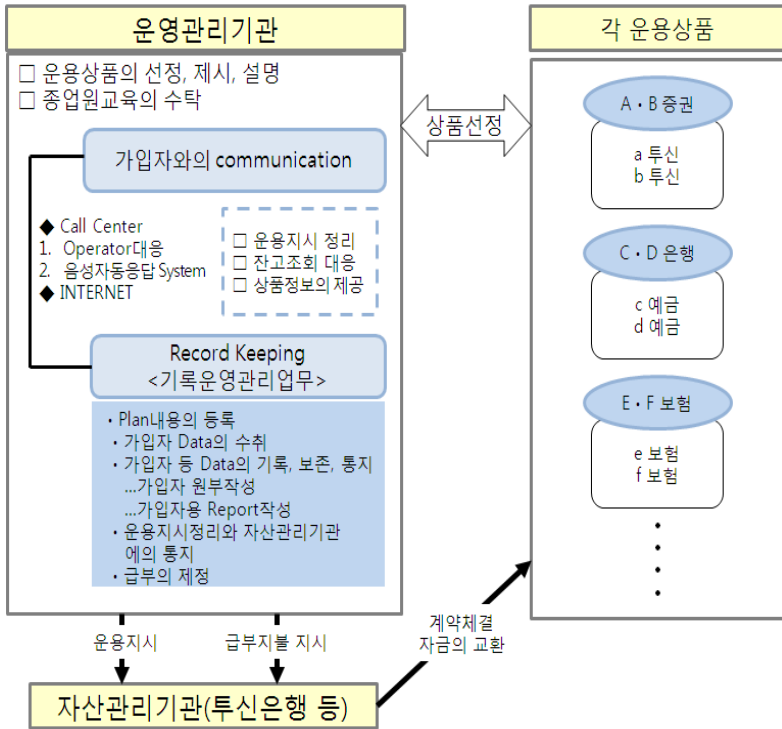 운영관리기관
□ 운용상품의 선정, 제시, 설명
□ 종업원교육의 수탁
가입자와의 communication
◆ Call Center
1. Operator대응
2. 음성자동응답 System
◆ INTERNET
□ 운용지시 정리
□ 잔고조회 대응
□ 상품정보의 제공
Record Keeping
<기록운영관리업무>
・Plan내용의 등록
・가입자 Data의 수취
・가입자 등 Data의 기록, 보존, 통지
...가입자 원부작성
...가입자용 Report작성
・운용지시정리와 자산관리기관
에의 통지
・급부의 제정
상품선정
각 운용상품
A・B 증권
a 투신
b 투신
C・D 은행
c 예금
d 예금
E・F 보험
e 보험
f 보험
운용지시
급부지불 지시
계약체결
자금의 교환
자산관리기관(투신은행 등)